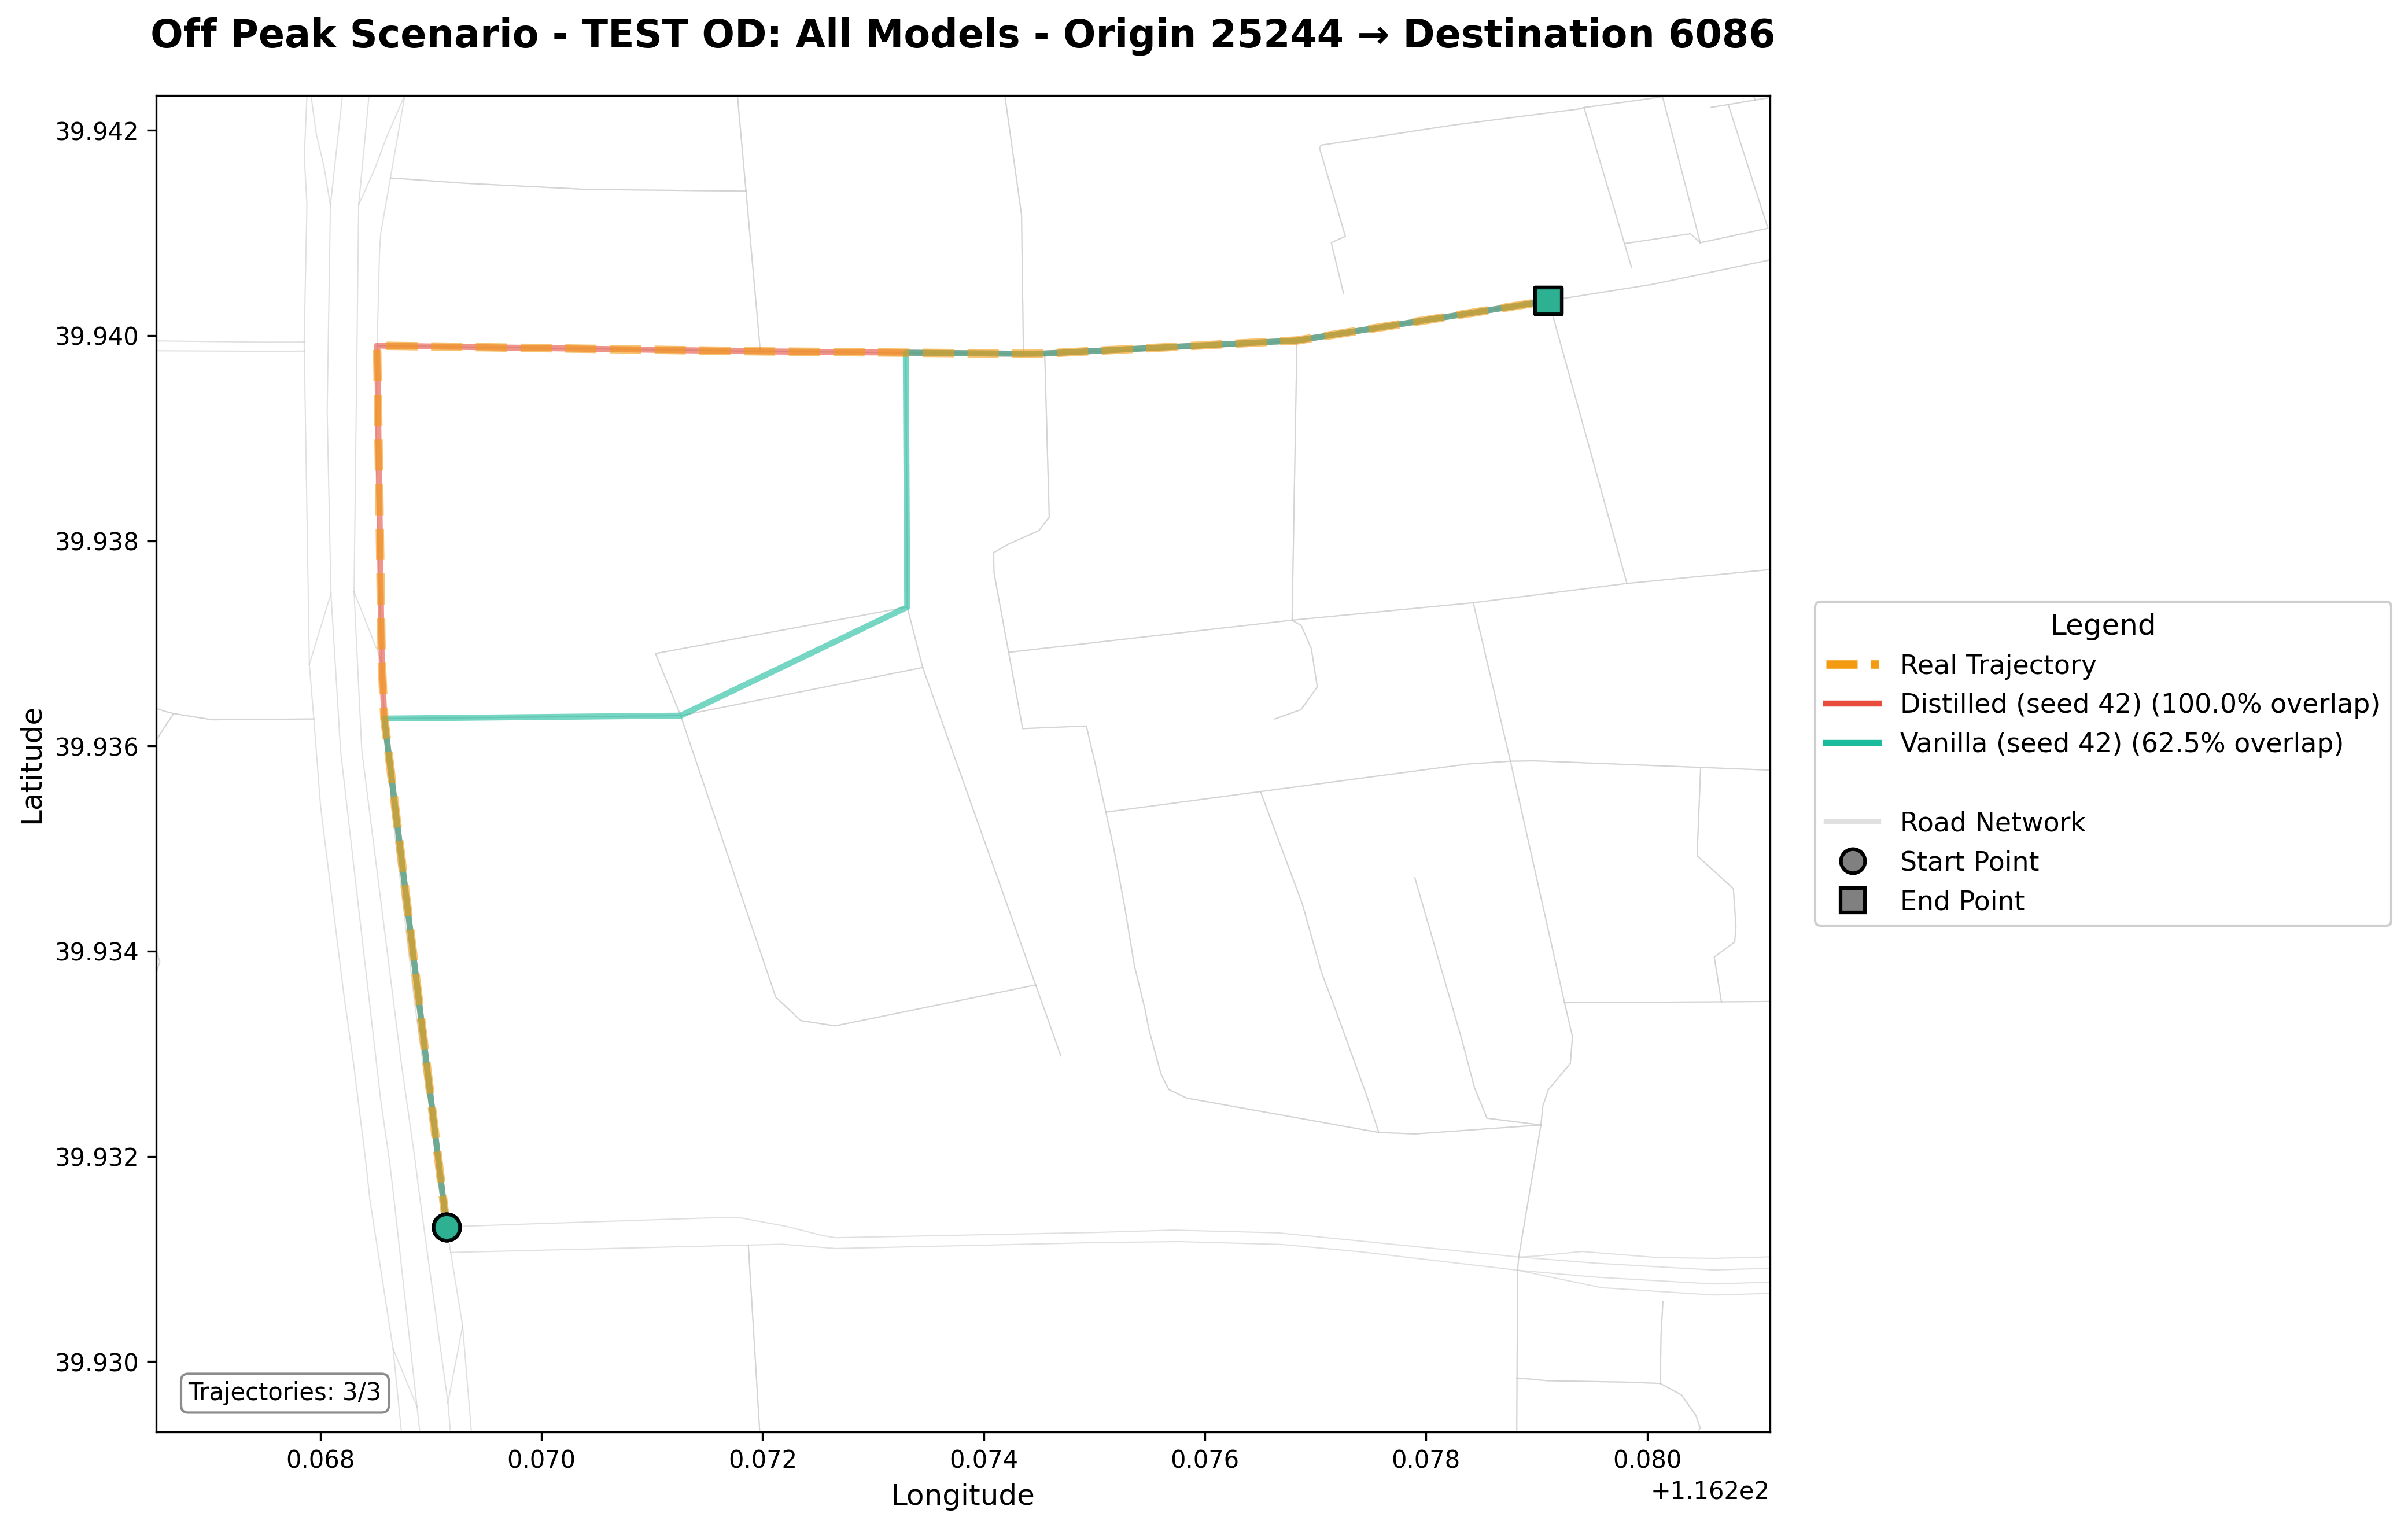 Off Peak Scenario - TEST OD: All Models - Origin 25244 → Destination 6086
39.942
39.940
39.938
39.936
39.934
39.932
39.930
Latitude
Trajectories: 3/3
0.068
0.070
0.072
0.074
0.076
0.078
0.080
+1.162e2
Longitude
Legend
Real Trajectory
Distilled (seed 42) (100.0% overlap)
Vanilla (seed 42) (62.5% overlap)
Road Network
Start Point
End Point